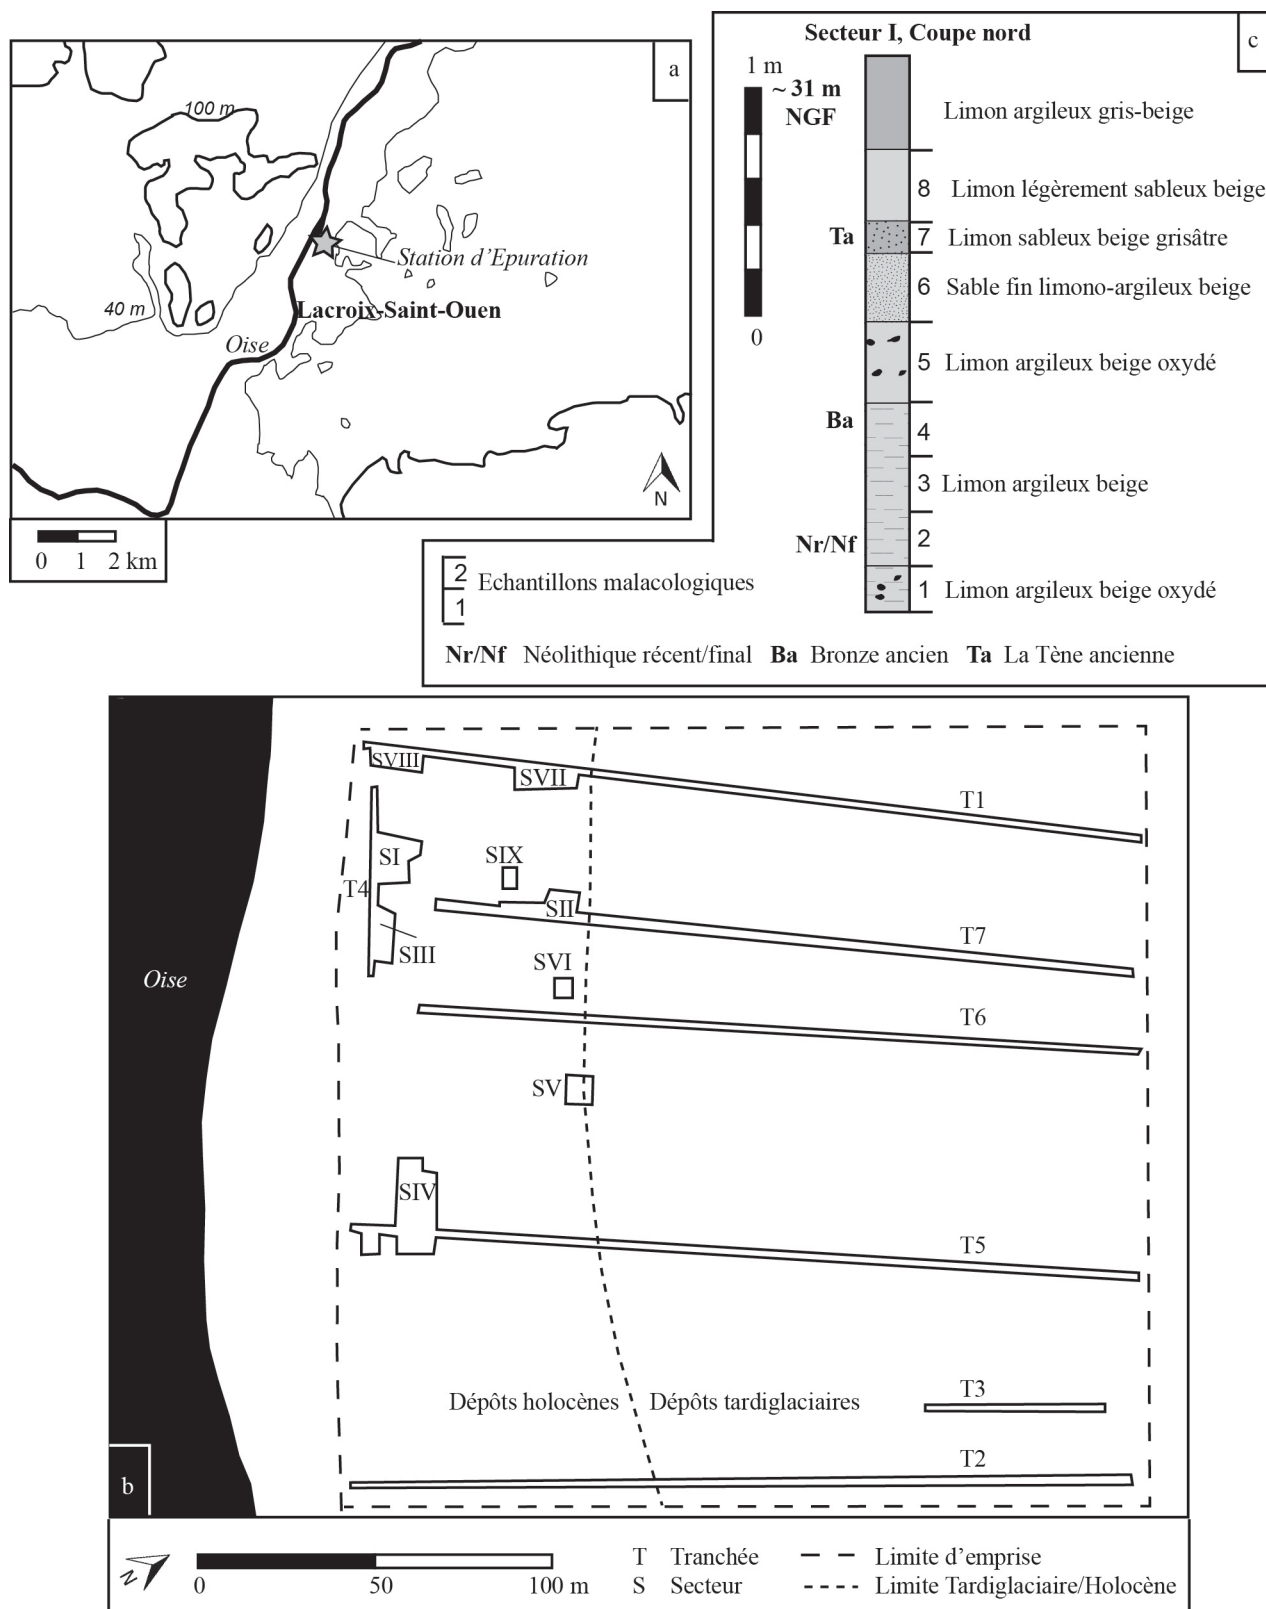 a
100 m
Station d’Epuration
40 m
Lacroix-Saint-Ouen
Oise
N
0 1 2 km
c
Secteur I, Coupe nord
1 m
~ 31 m
NGF
0
Limon argileux gris-beige
8 Limon légèrement sableux beige
Ta 7 Limon sableux beige grisâtre
6 Sable fin limono-argileux beige
5 Limon argileux beige oxydé
Ba
4
3 Limon argileux beige
Nr/Nf 2
1 Limon argileux beige oxydé
2
1
Echantillons malacologiques
Nr/Nf Néolithique récent/final Ba Bronze ancien Ta La Tène ancienne
SVIII
SVII
T1
SI
SIX
T4
SII
T7
SIII
SVI
Oise
T6
SV
SIV
T5
Dépôts holocènes
Dépôts tardiglaciaires
T3
T2
b
N
0 50 100 m
T Tranchée
S Secteur
Limite d’emprise
Limite Tardiglaciaire/Holocène